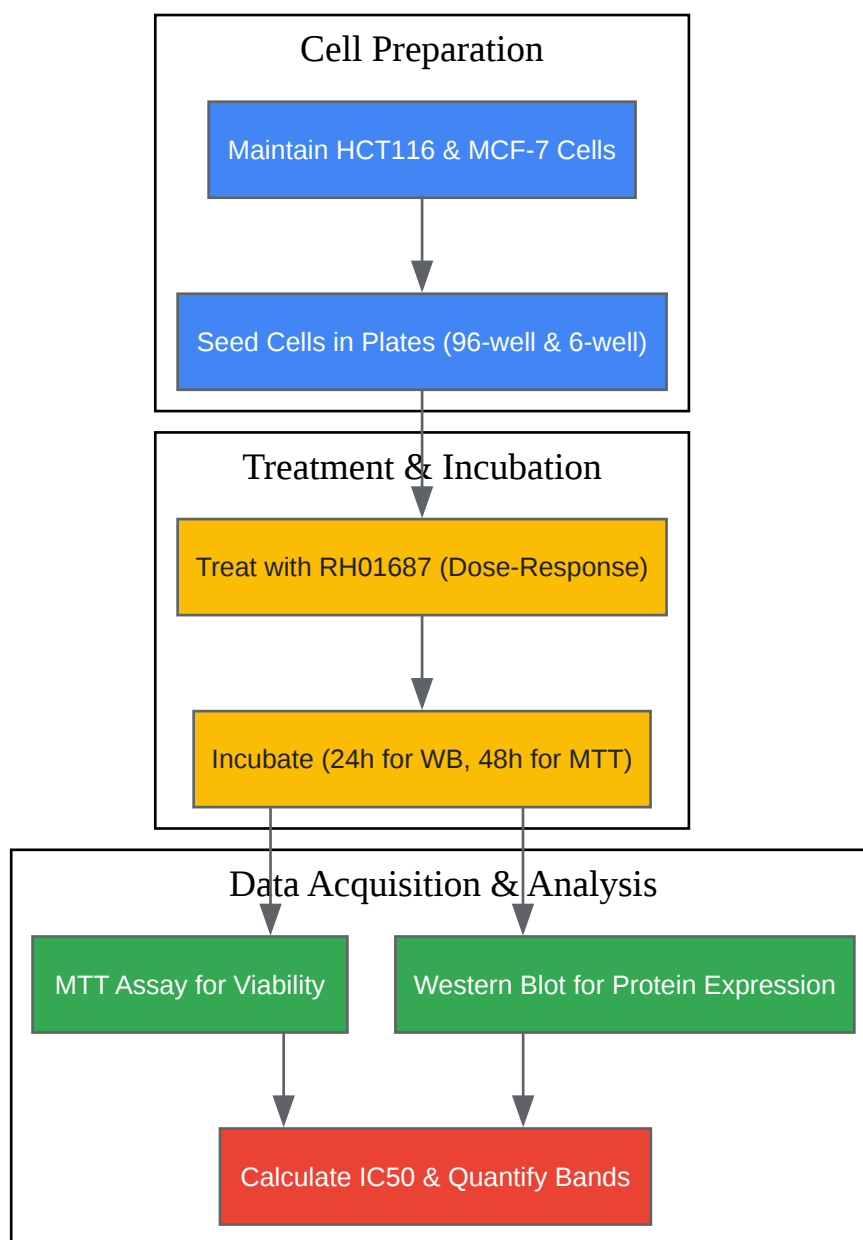 Cell Preparation
Maintain HCT116 & MCF-7 Cells
Seed Cells in Plates (96-well & 6-well)
Treatment & Incubation
Treat with RH01687 (Dose-Response)
Incubate (24h for WB, 48h for MTT)
Data Acquisition & Analysis
MTT Assay for Viability
Western Blot for Protein Expression
Calculate IC50 & Quantify Bands